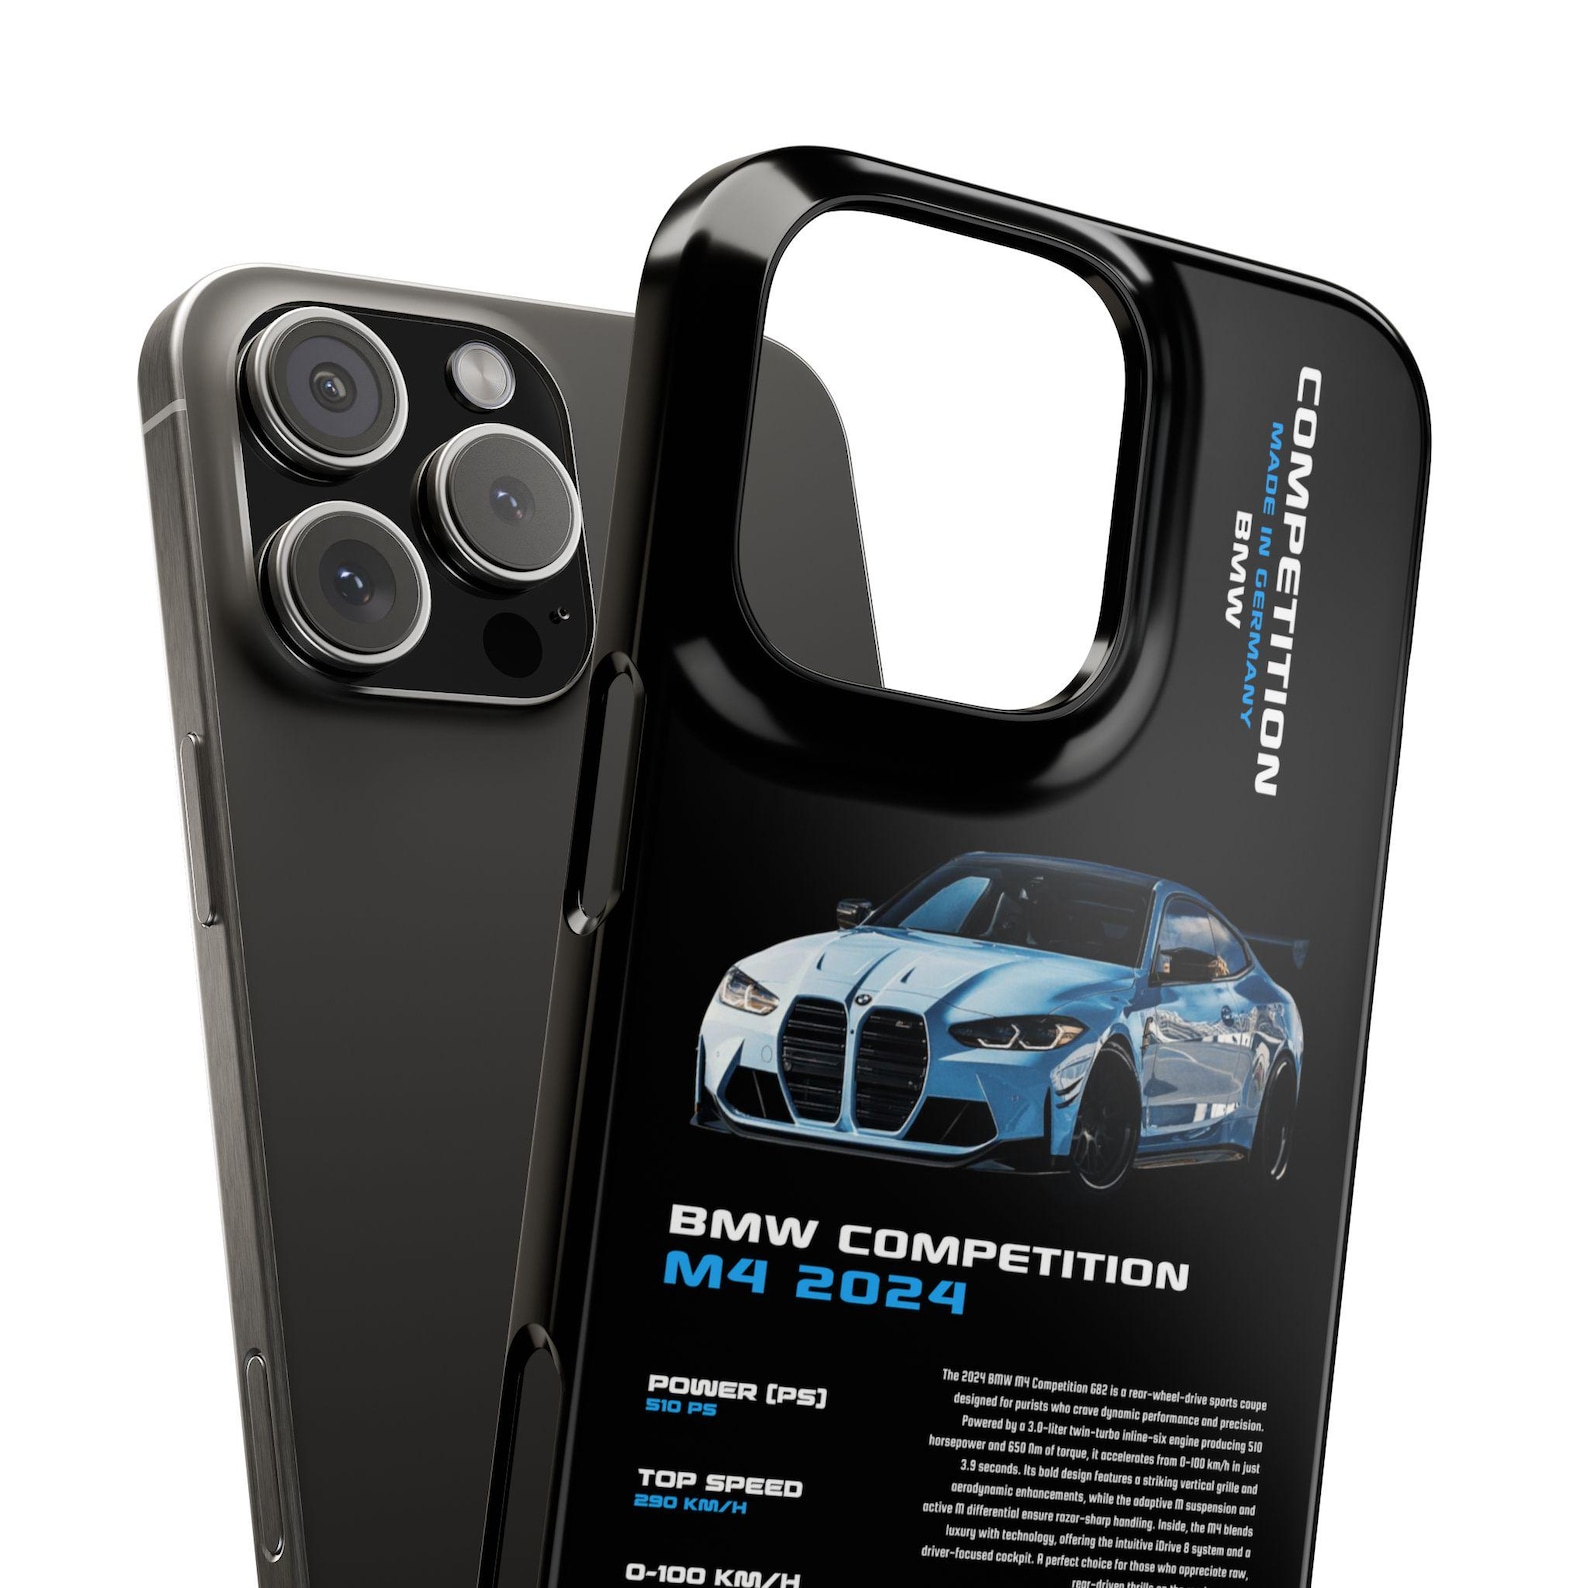 COMPETITION
MADE IN GERMANY
BMW
BMW COMPETITION
M4 2024
POWER (PS)
510 PS
TOP SPEED
290 KM/H
0-100 KM/H
The 2024 BMW M4 Competition G82 is a rear-wheel-drive sports coupe
designed for purists who crave dynamic performance and precision.
Powered by a 3.0-liter twin-turbo inline-six engine producing 510
horsepower and 650 Nm of torque, it accelerates from 0-100 km/h in just
3.9 seconds. Its bold design features a striking vertical grille and
aerodynamic enhancements, while the adaptive M suspension and
active M differential ensure razor-sharp handling. Inside, the M4 blends
luxury with technology, offering the intuitive iDrive 8 system and a
driver-focused cockpit. A perfect choice for those who appreciate raw,
rear-driven thrills